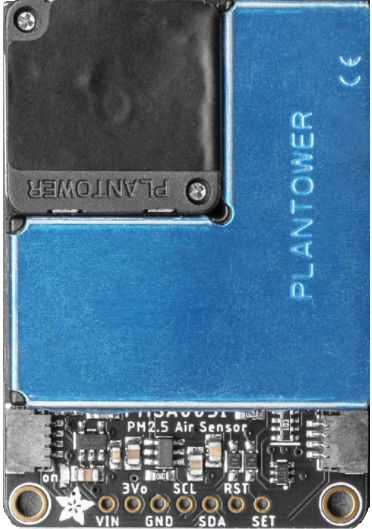 CE
PLANTOWER
PLANTOWER
PM2.5 Air Sensor
on
3Vo SCL RST
VIN GND SDA SET